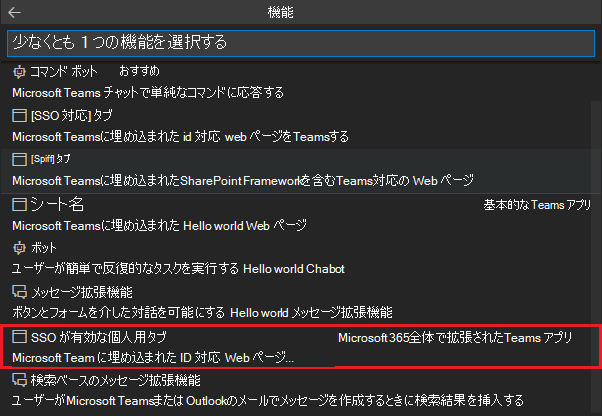 機能
少なくとも 1 つの機能を選択する
コマンド ボット おすすめ
Microsoft Teams チャットで単純なコマンドに応答する
[SSO 対応] タブ
Microsoft Teamsに埋め込まれた id 対応 web ページをTeamsする
[Spiff] タブ
Microsoft Teamsに埋め込まれたSharePoint Frameworkを含むTeams対応の Web ページ
シート名 基本的なTeams アプリ
Microsoft Teamsに埋め込まれた Hello world Web ページ
ボット
ユーザーが簡単で反復的なタスクを実行する Hello world Chabot
メッセージ拡張機能
ボタンとフォームを介した対話を可能にする Hello world メッセージ拡張機能
SSO が有効な個人用タブ Microsoft 365全体で拡張されたTeams アプリ
Microsoft Team に埋め込まれた ID 対応 Web ページ...
検索ベースのメッセージ拡張機能
ユーザーがMicrosoft Teamsまたは Outlookのメールでメッセージを作成するときに検索結果を挿入する